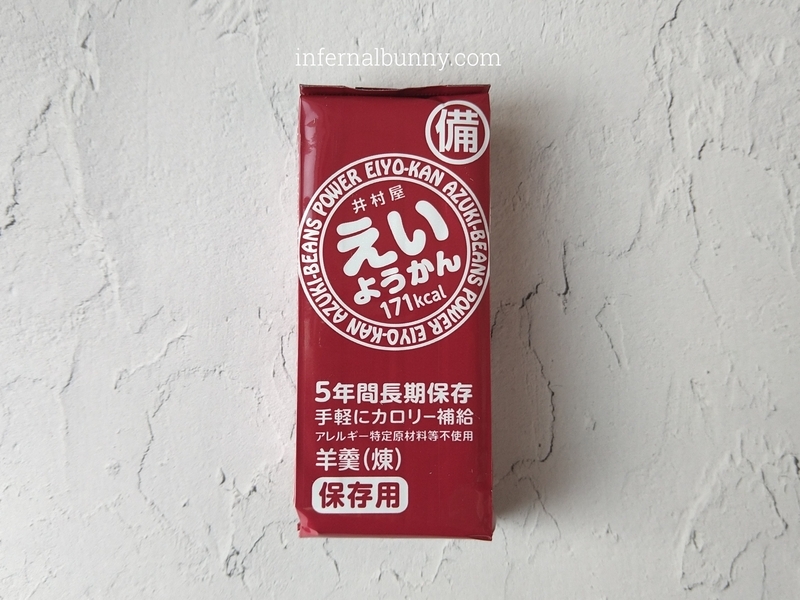 infernalbunny.com
備
AZUKI-BEANS POWER EIYO-KAN AZUKI-BEANS POWER EIYO-KAN
井村屋
えい
ようかん
171kcal
5年間長期保存
手軽にカロリー補給
アレルギー特定原材料等不使用
羊羹(煉)
保存用